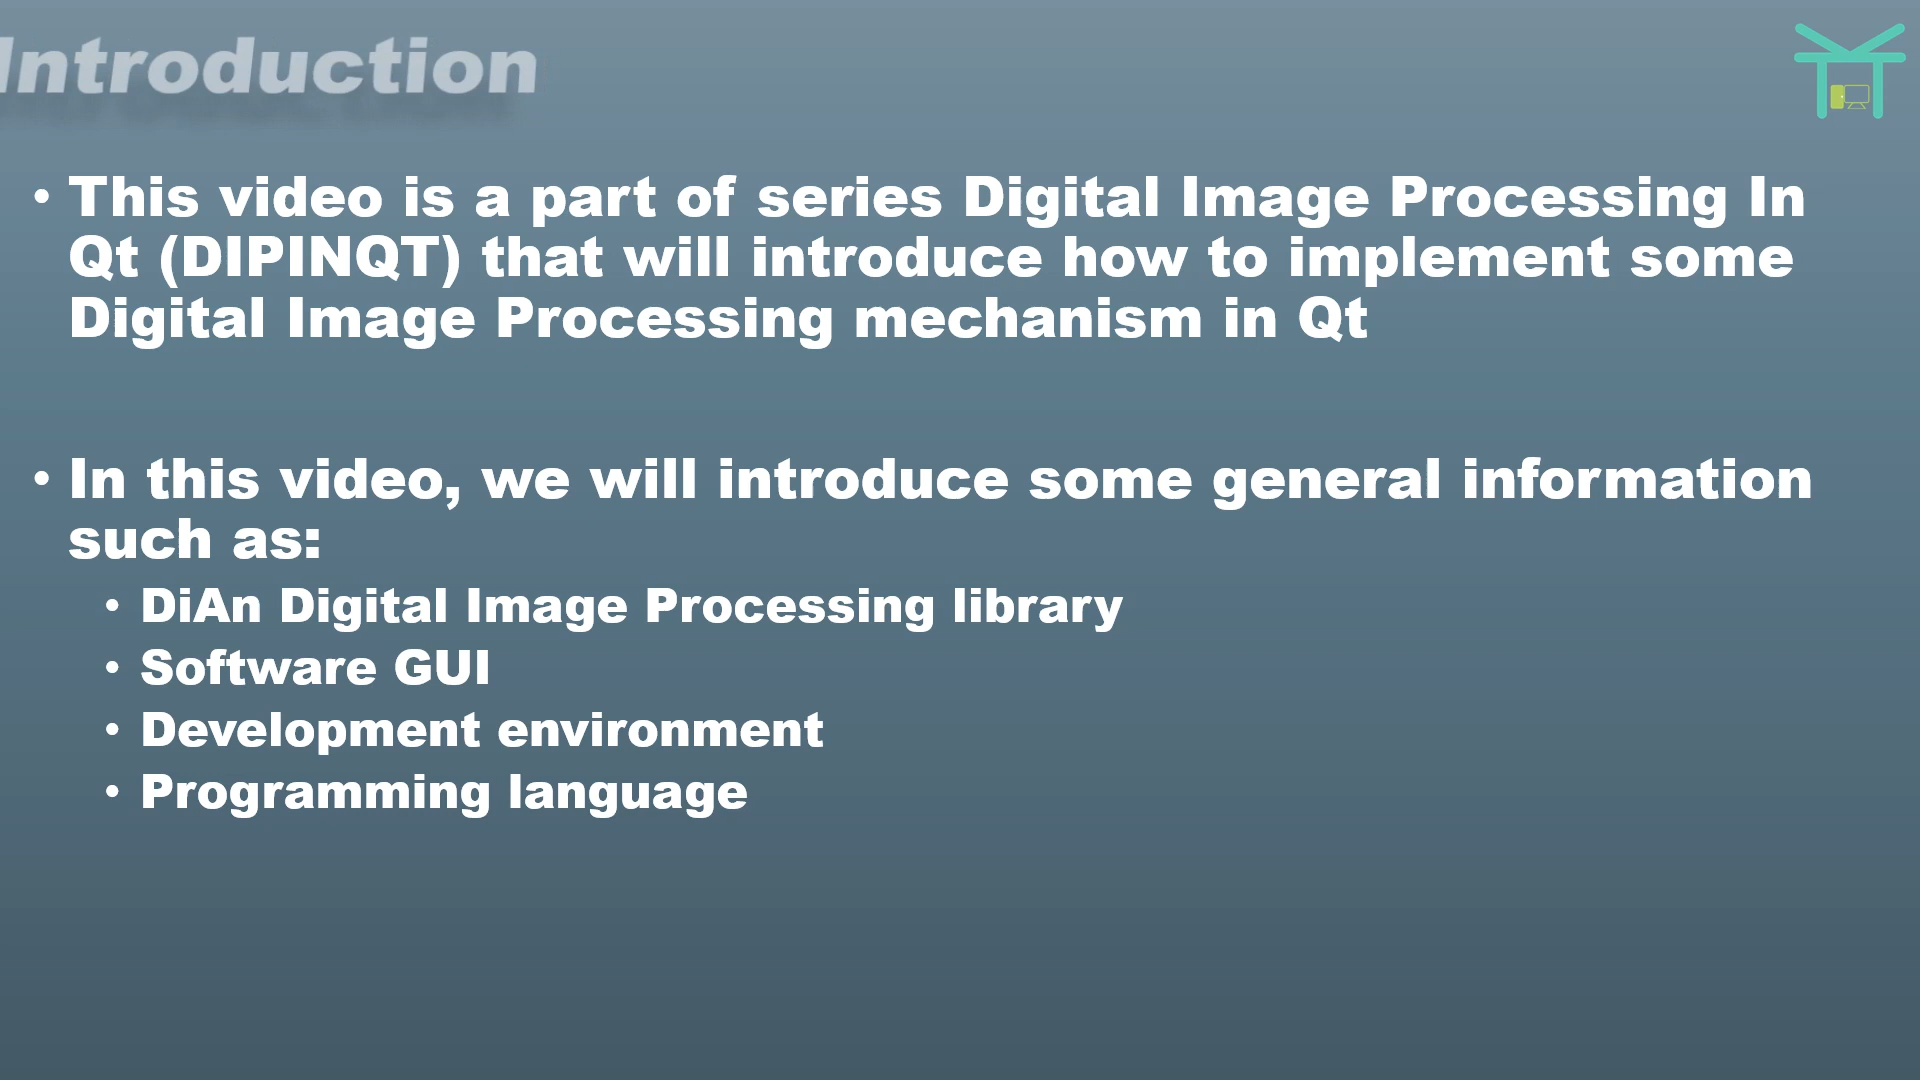 Introduction
• This video is a part of series Digital Image Processing In
Qt (DIPINQT) that will introduce how to implement some
Digital Image Processing mechanism in Qt
• In this video, we will introduce some general information
such as:
• DiAn Digital Image Processing library
• Software GUI
• Development environment
• Programming language